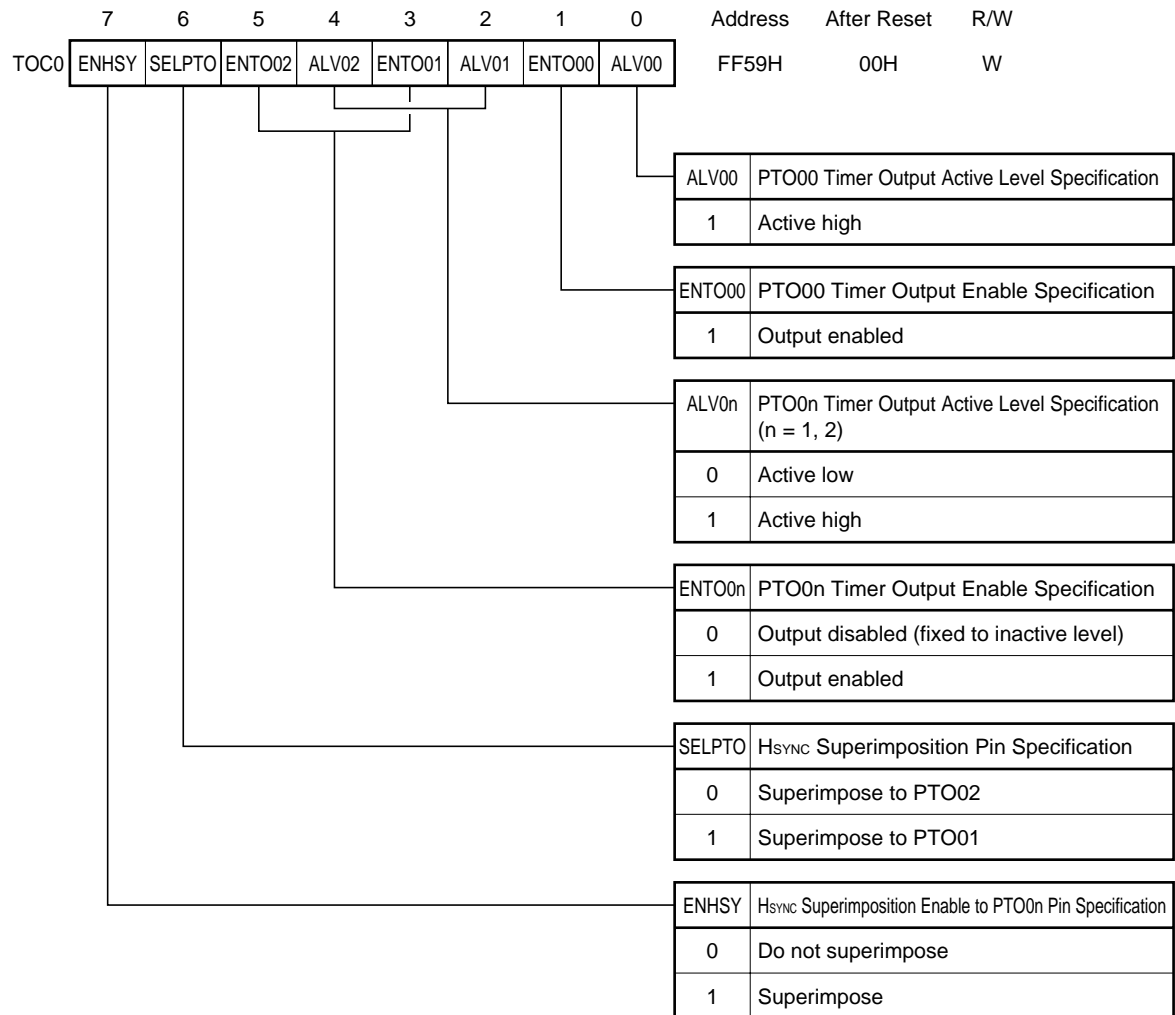 7 6 5 4 3 2 1 0 Address After Reset R/W
TOC0 ENHSY SELPTO ENTO02 ALV02 ENTO01 ALV01 ENTO00 ALV00 FF59H 00H W
ALV00 PTO00 Timer Output Active Level Specification
1 Active high
ENTO00 PTO00 Timer Output Enable Specification
1 Output enabled
ALV0n PTO0n Timer Output Active Level Specification
(n = 1, 2)
0 Active low
1 Active high
ENTO0n PTO0n Timer Output Enable Specification
0 Output disabled (fixed to inactive level)
1 Output enabled
SELPTO HSYNC Superimposition Pin Specification
0 Superimpose to PTO02
1 Superimpose to PTO01
ENHSY HSYNC Superimposition Enable to PTO0n Pin Specification
0 Do not superimpose
1 Superimpose